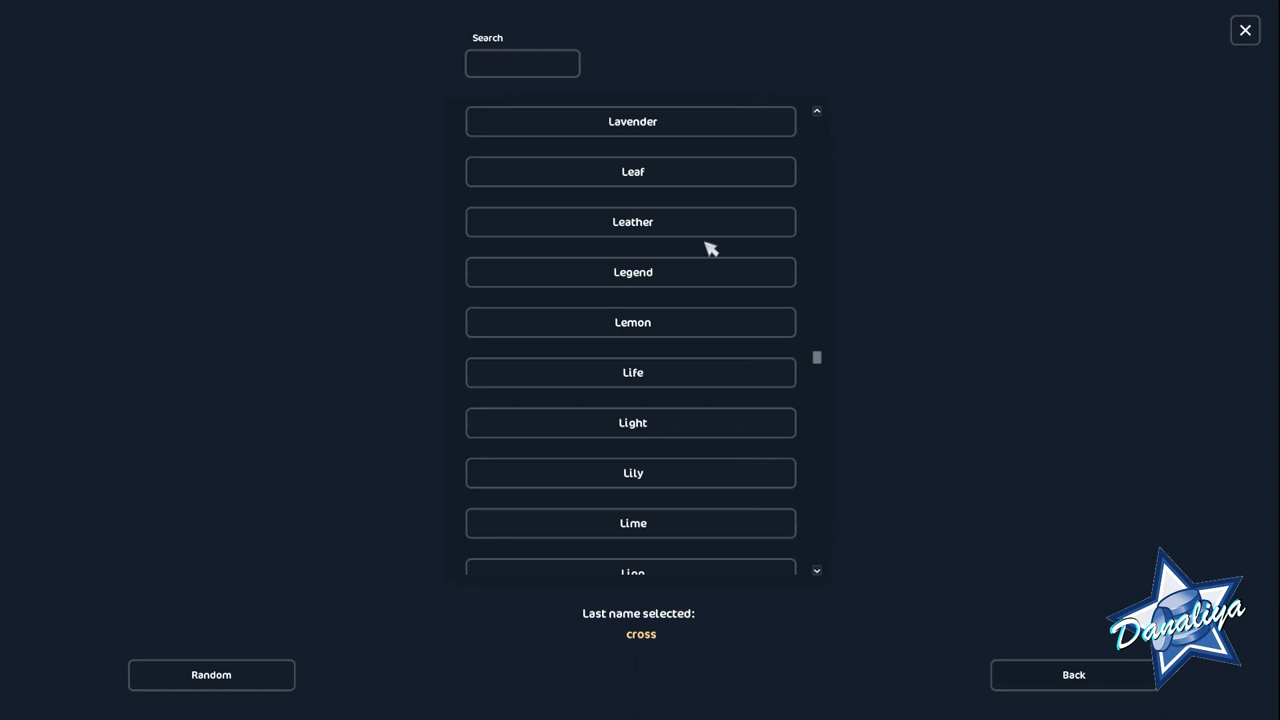 Search
Lavender
Leaf
Leather
Legend
Lemon
Life
Light
Lily
Lime
Last name selected:
cross
Random
Back
Danaliya